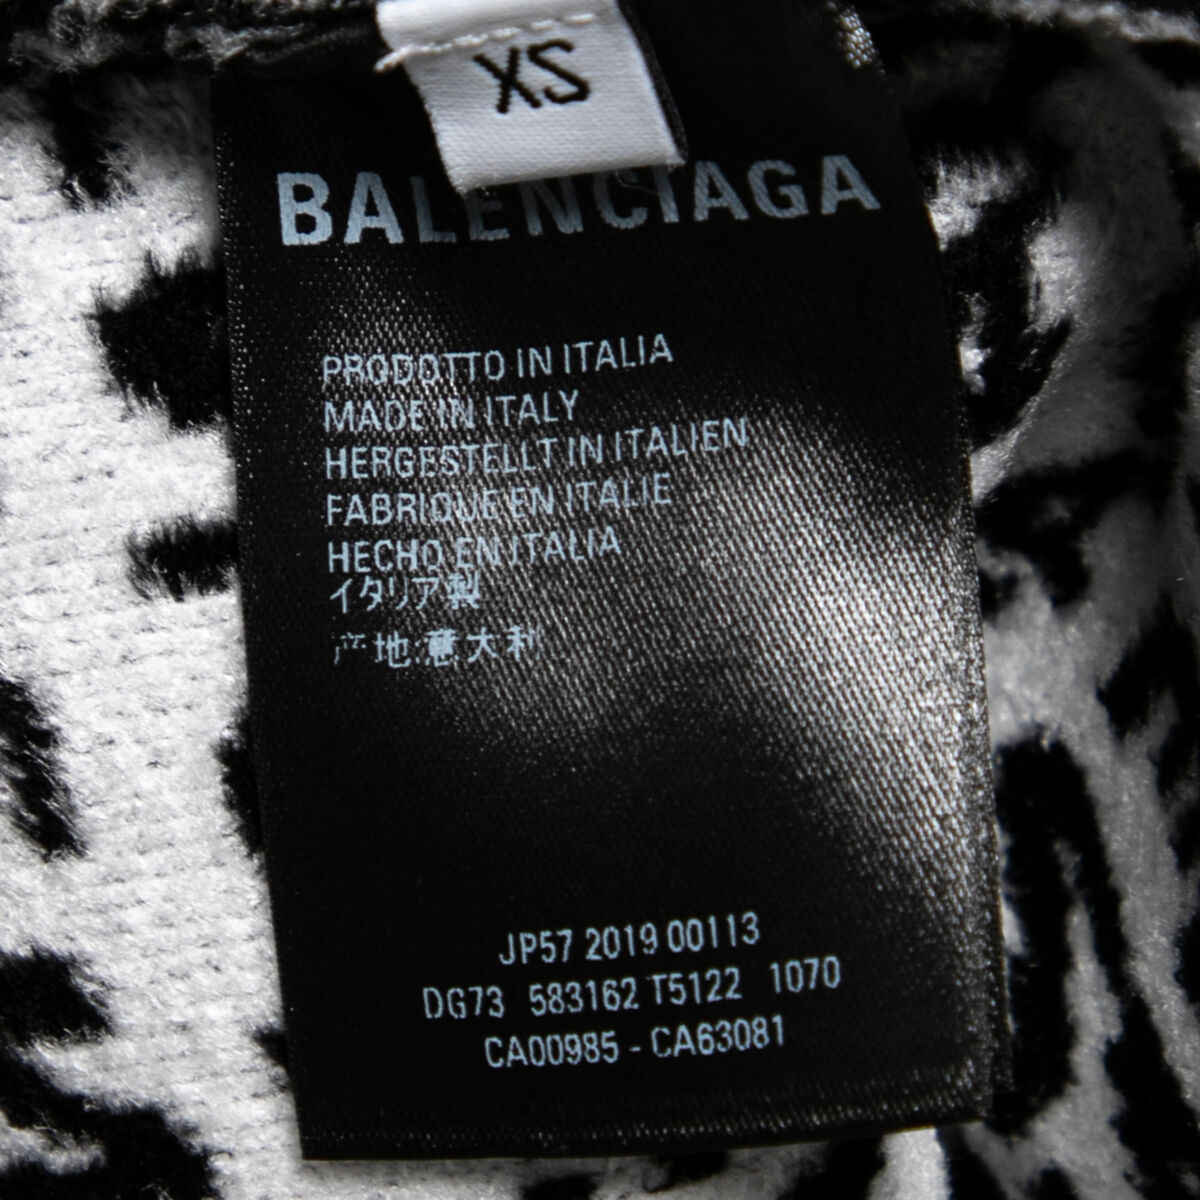 XS
BALENCIAGA
PRODOTTO IN ITALIA
MADE IN ITALY
HERGESTELLT IN ITALIEN
FABRIQUE EN ITALIE
HECHO EN ITALIA
イタリア製
产地:意大利
JP57 2019 00113
DG73 583162 T5122 1070
CA00985 - CA63081